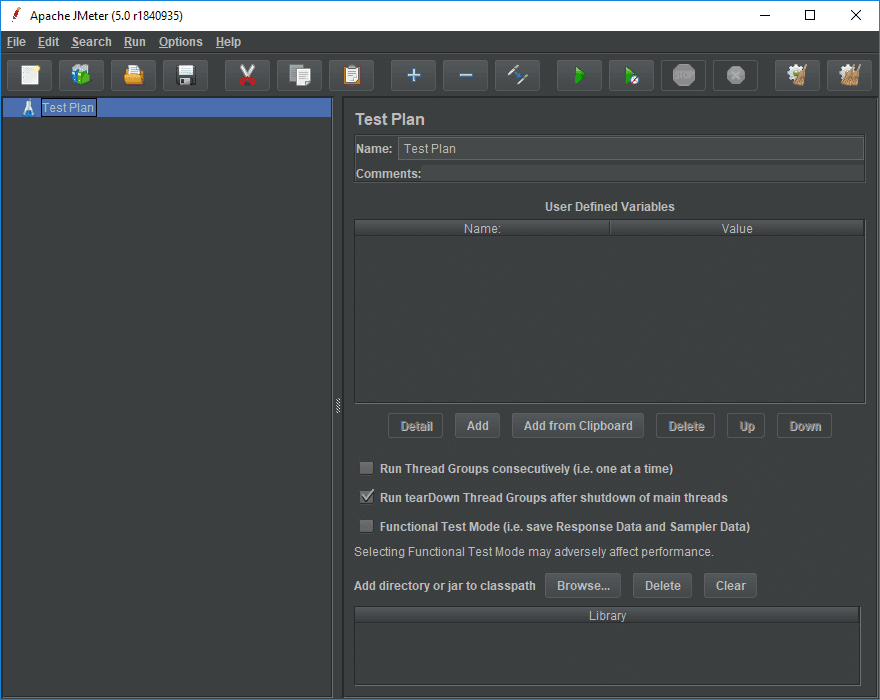 Apache JMeter (5.0 r1840935)
File Edit Search Run Options Help
STOP
Test Plan
Test Plan
Name: Test Plan
Comments:
User Defined Variables
Name: Value
Detail Add Add from Clipboard Delete Up Down
Run Thread Groups consecutively (i.e. one at a time)
Run tearDown Thread Groups after shutdown of main threads
Functional Test Mode (i.e. save Response Data and Sampler Data)
Selecting Functional Test Mode may adversely affect performance.
Add directory or jar to classpath Browse... Delete Clear
Library